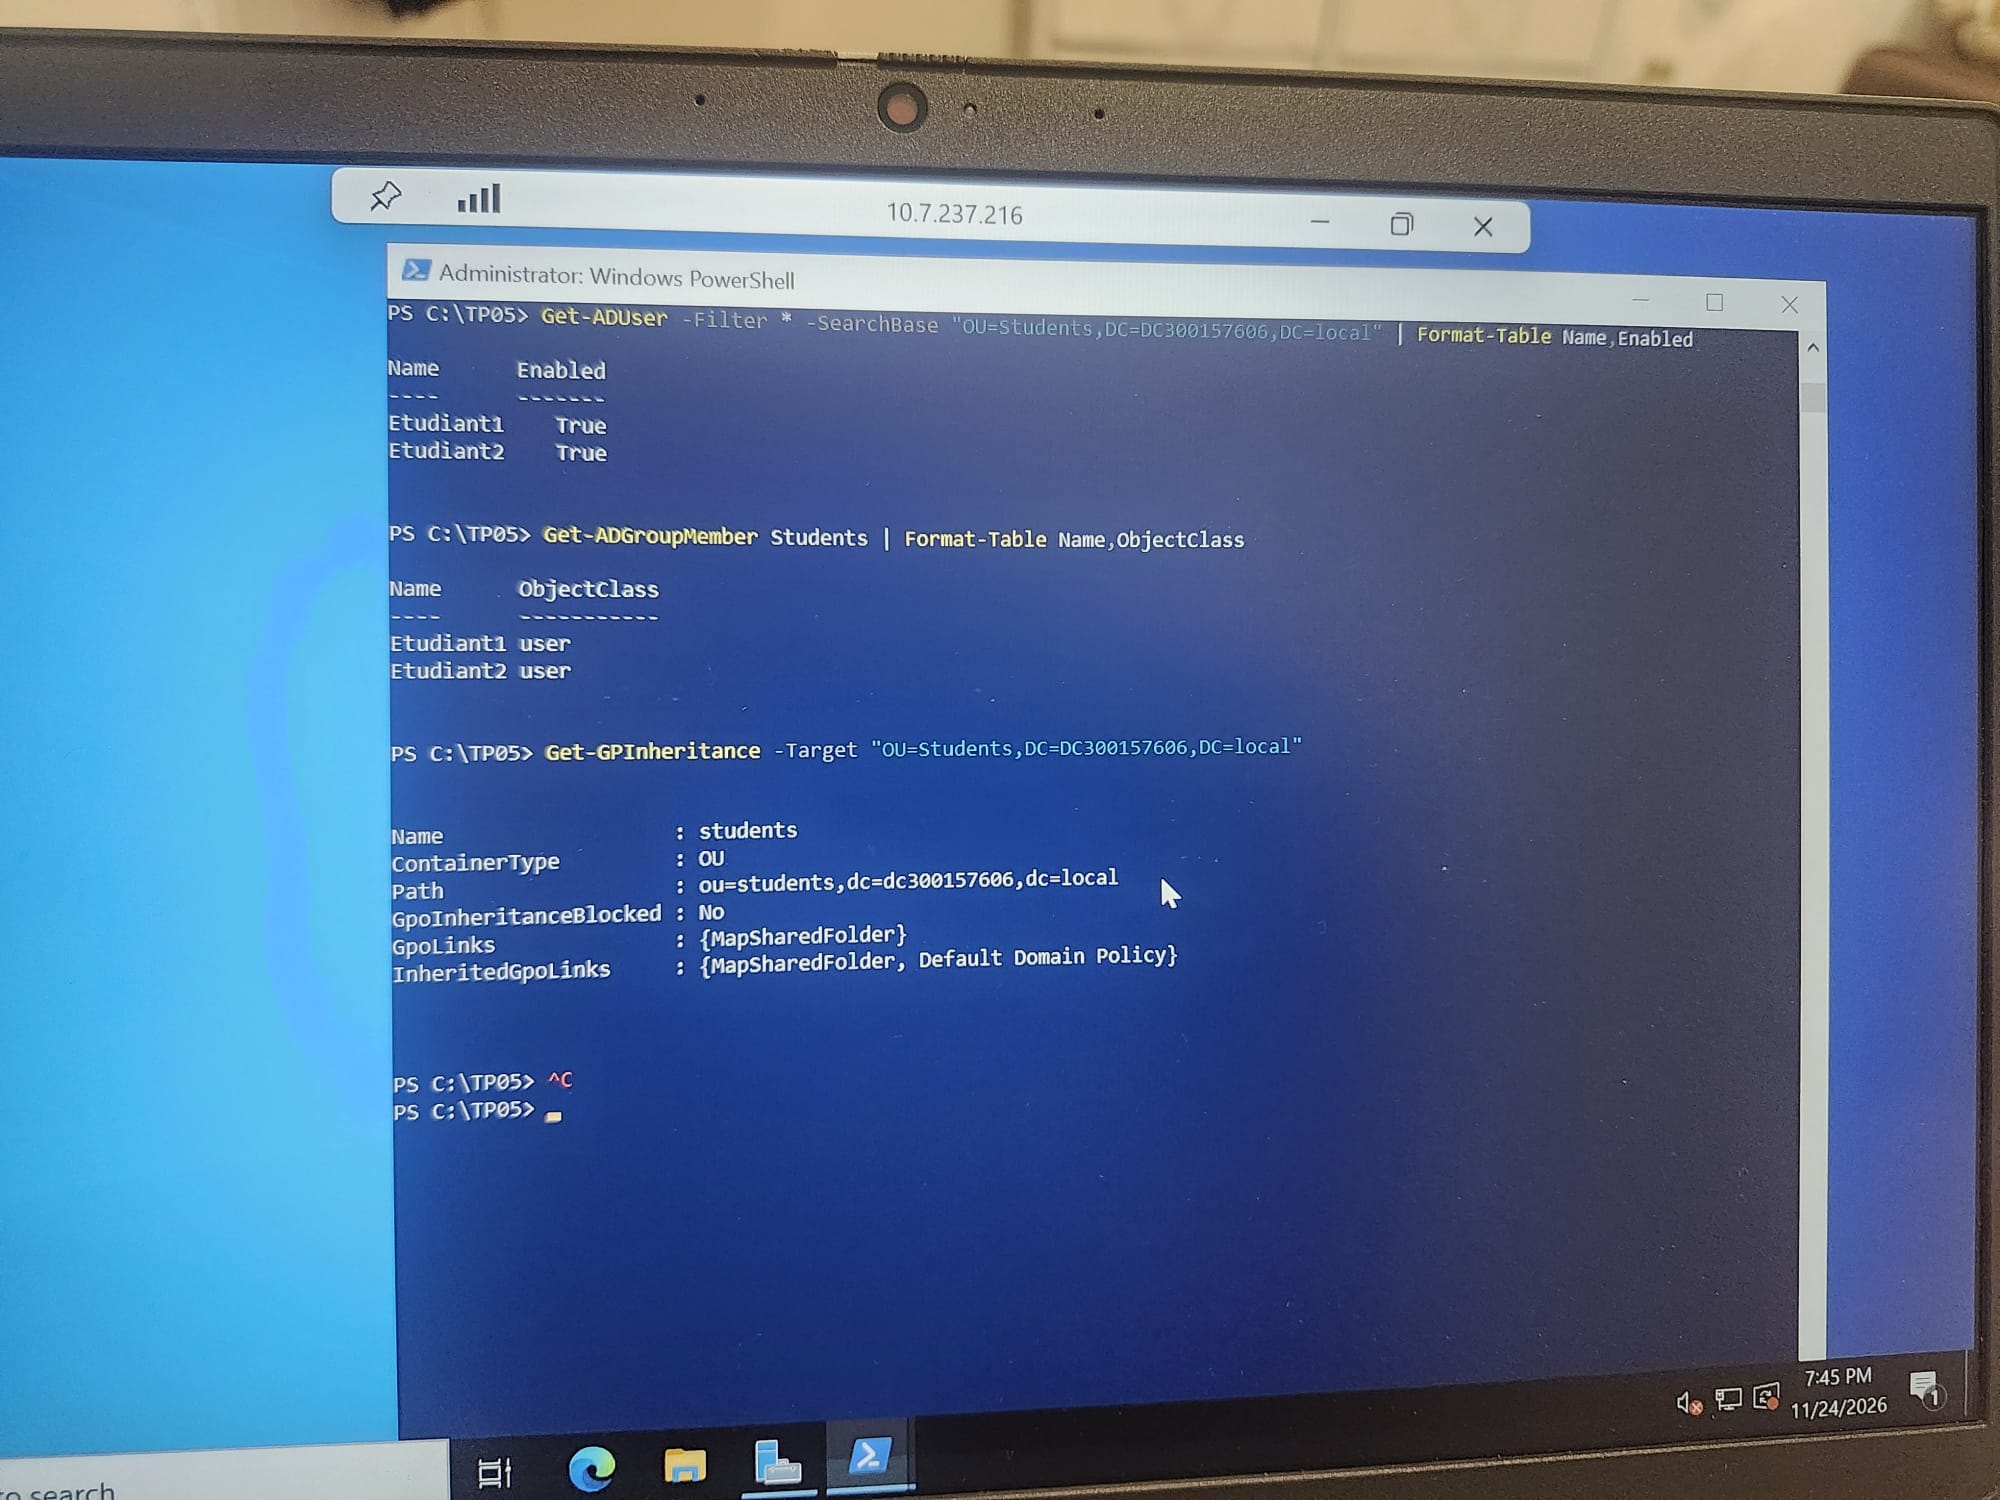 10.7.237.216
Administrator: Windows PowerShell
PS C:\TP05> Get-ADUser -Filter * -SearchBase "OU=Students,DC=DC300157606,DC=local" | Format-Table Name,Enabled
Name Enabled
---- -------
Etudiant1 True
Etudiant2 True
PS C:\TP05> Get-ADGroupMember Students | Format-Table Name,ObjectClass
Name ObjectClass
---- -----------
Etudiant1 user
Etudiant2 user
PS C:\TP05> Get-GPInheritance -Target "OU=Students,DC=DC300157606,DC=local"
Name : students
ContainerType : OU
Path : ou=students,dc=dc300157606,dc=local
GpoInheritanceBlocked : No
GpoLinks : {MapSharedFolder}
InheritedGpoLinks : {MapSharedFolder, Default Domain Policy}
PS C:\TP05> ^C
PS C:\TP05>
7:45 PM
11/24/2026
1
to search